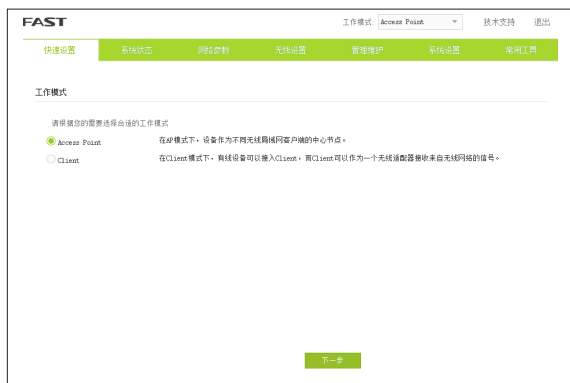 FAST 工作模式: Access Point 技术支持 退出
快速设置 系统状态 网络参数 无线设置 管理维护 系统设置 常用工具
工作模式
请根据您的需要选择合适的工作模式
Access Point 在AP模式下，设备作为不同无线局域网客户端的中心节点。
Client 在Client模式下，有线设备可以接入Client，而Client可以作为一个无线适配器接收来自无线网络的信号。
下一步